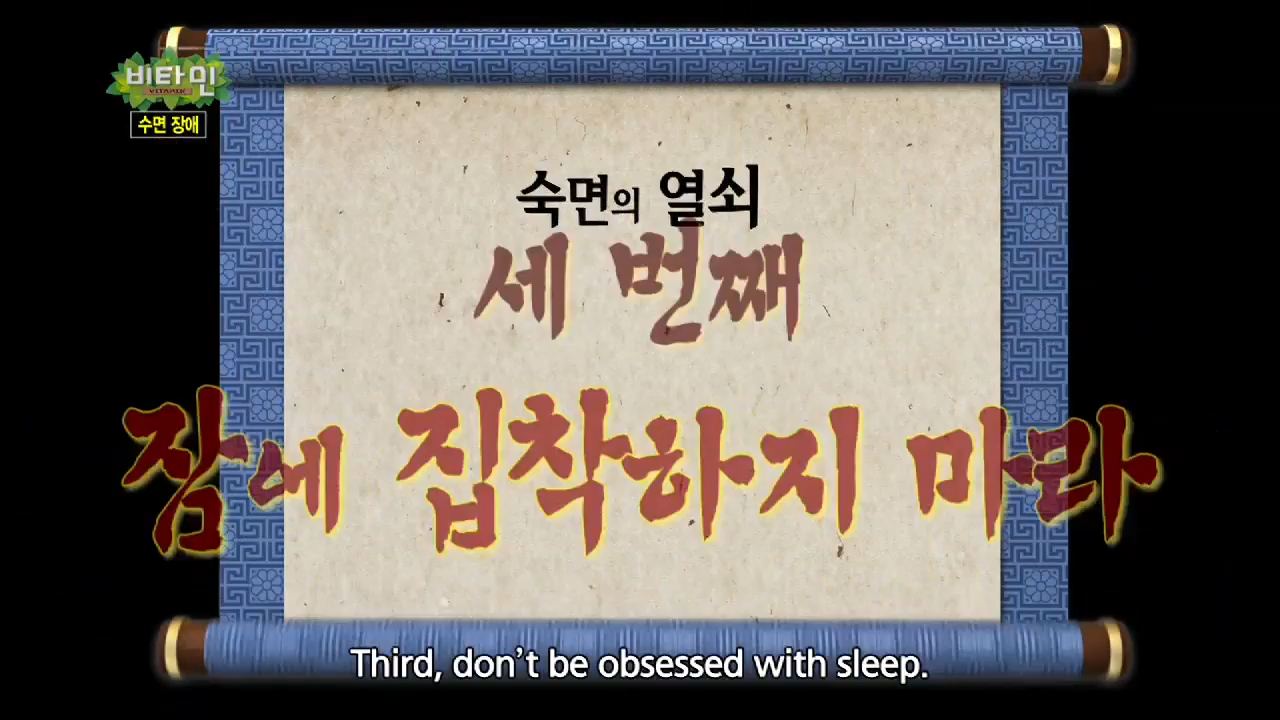 비타민
VITAMIN
수면 장애
숙면의 열쇠
세 번째
잠에 집착하지 마라
Third, don't be obsessed with sleep.